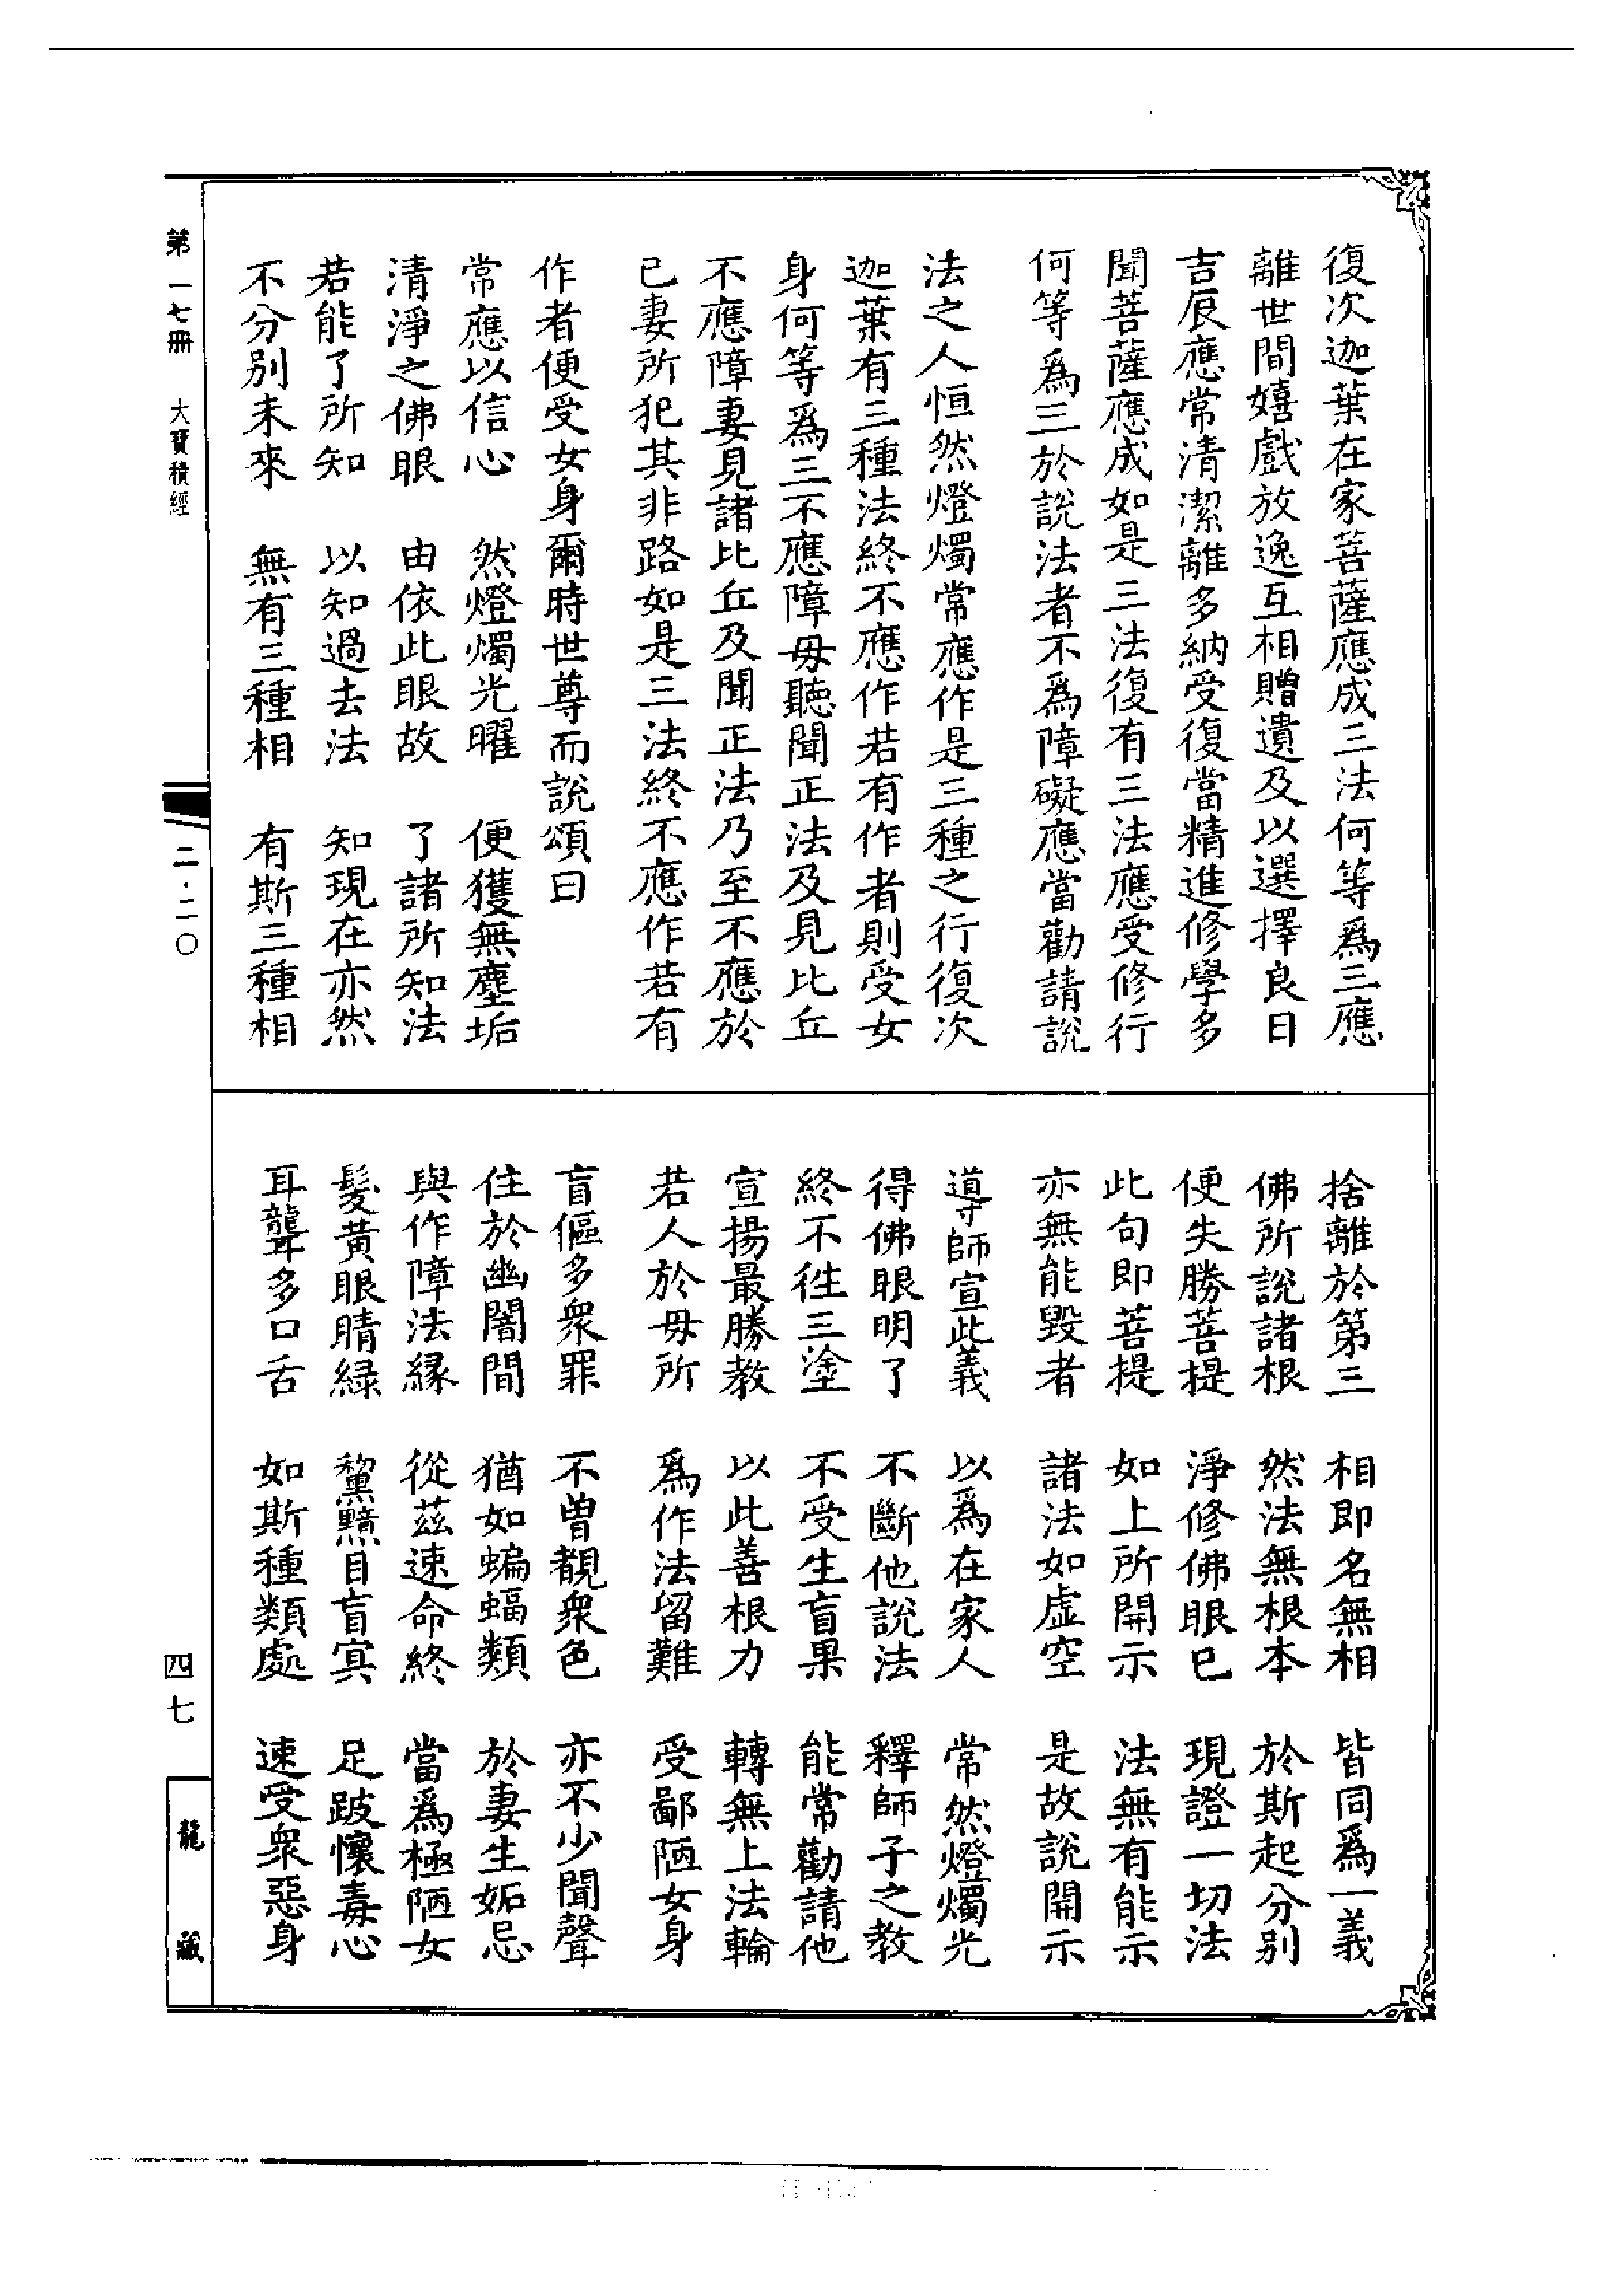 復次迦葉在家菩薩應成三法何等爲三應
離世間嬉戲放逸互相贈遺及以選擇良日
吉辰應常清潔離多納受復當精進修學多
聞菩薩應成如是三法復有三法應受修行
何等爲三於說法者不爲障礙應當勸請說
法之人恒然燈燭常應作是三種之行復次
迦葉有三種法終不應作若有作者則受女
身何等爲三不應障毋聽聞正法及見比丘
不應障妻見諸比丘及聞正法乃至不應於
已妻所犯其非路如是三法終不應作若有
作者便受女身爾時世尊而說頌曰
常應以信心 然燈燭光曜 便獲無塵垢
清淨之佛眼 由依此眼故 了諸所知法
若能了所知 以知過去法 知現在亦然
不分別未來 無有三種相 有斯三種相
捨離於第三 相即名無相 皆同爲一義
佛所說諸根 然法無根本 於斯起分別
便失勝菩提 淨修佛眼已 現證一切法
此句即菩提 如上所開示 法無有能示
亦無能毀者 諸法如虛空 是故說開示
導師宣此義 以爲在家人 常然燈燭光
得佛眼明了 不斷他說法 釋師子之教
終不徃三塗 不受生盲果 能常勸請他
宣揚最勝教 以此善根力 轉無上法輪
若人於毋所 爲作法留難 受鄙陋女身
盲傴多衆罪 不曾覩衆色 亦不少聞聲
住於幽闇間 猶如蝙蝠類 於妻生妬忌
與作障法緣 從茲速命終 當爲極陋女
髮黃眼睛緑 黧黮目盲冥 足跛懷毒心
耳聾多口舌 如斯種類處 速受衆惡身
第一七冊 大寶積經 二·二〇 四七 龍藏